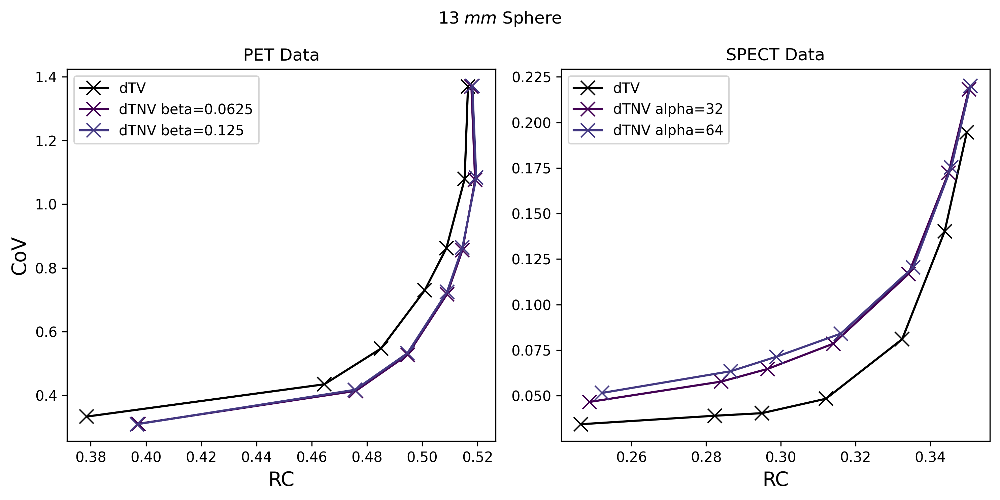 13 mm Sphere
PET Data
dTV
dTNV beta=0.0625
dTNV beta=0.125
CoV
1.4
1.2
1.0
0.8
0.6
0.4
0.38 0.40 0.42 0.44 0.46 0.48 0.50 0.52
RC
SPECT Data
dTV
dTNV alpha=32
dTNV alpha=64
0.225
0.200
0.175
0.150
0.125
0.100
0.075
0.050
0.26 0.28 0.30 0.32 0.34
RC